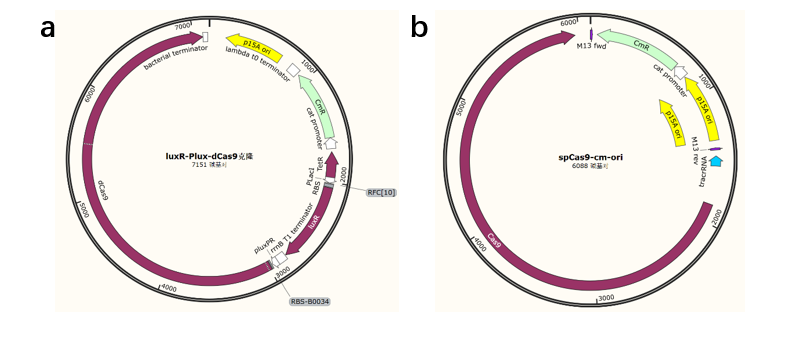 a
7000
bacterial terminator
p15A ori
lambda t0 terminator
1000
CmR
cat promoter
TetR
PLacI
RBS
2000
RFC[10]
luxR
rrnB T1 terminator
pluxPR
3000
RBS-B0034
4000
5000
dCas9
6000
luxR-Plux-dCas9克隆
7151 碱基对
b
6000
M13 fwd
CmR
cat promoter
1000
p15A ori
p15A ori
M13 rev
tracrRNA
2000
3000
4000
Cas9
5000
spCas9-cm-ori
6088 碱基对